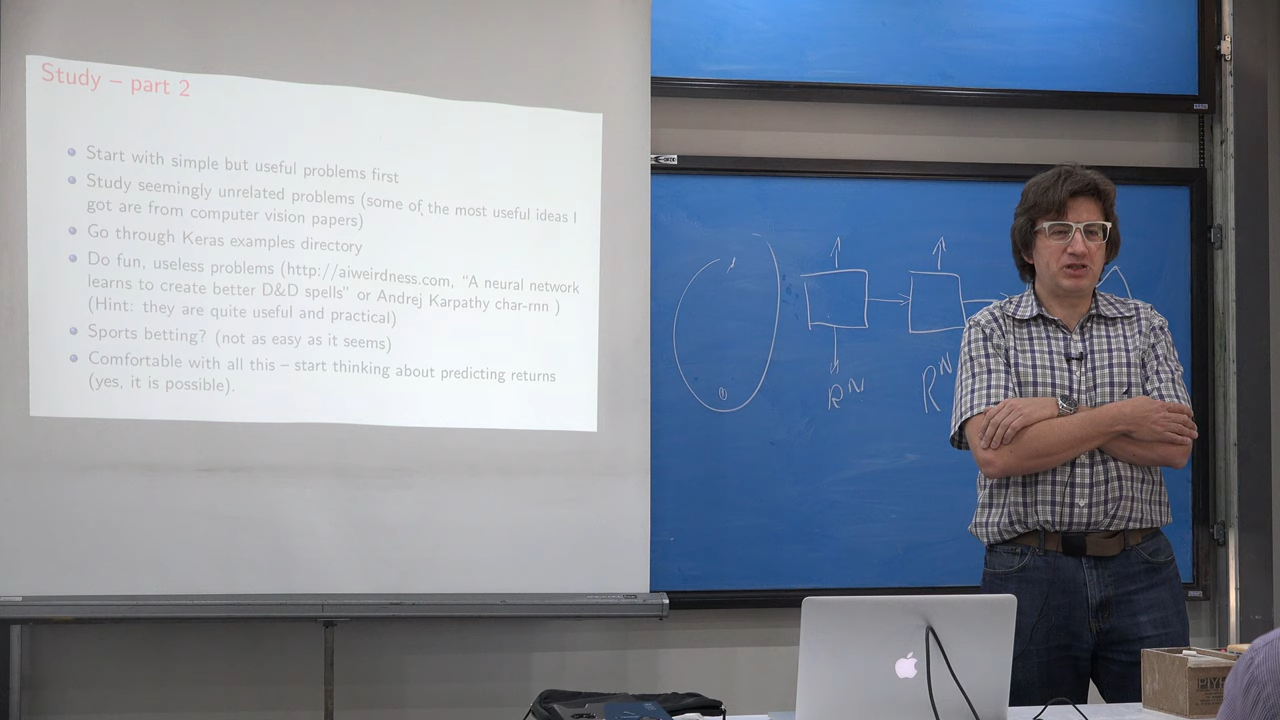 Study – part 2
Start with simple but useful problems first
Study seemingly unrelated problems (some of the most useful ideas I
got are from computer vision papers)
Go through Keras examples directory
Do fun, useless problems (http://aiweirdness.com, “A neural network
learns to create better D&D spells” or Andrej Karpathy char-rnn )
(Hint: they are quite useful and practical)
Sports betting? (not as easy as it seems)
Comfortable with all this – start thinking about predicting returns
(yes, it is possible).
R^N
R^N